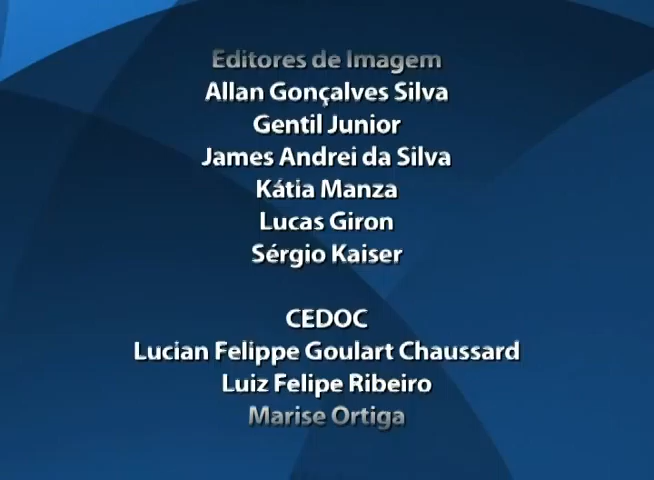 Editores de Imagem
Allan Gonçalves Silva
Gentil Junior
James Andrei da Silva
Kátia Manza
Lucas Giron
Sérgio Kaiser
CEDOC
Lucian Felippe Goulart Chaussard
Luiz Felipe Ribeiro
Marise Ortiga